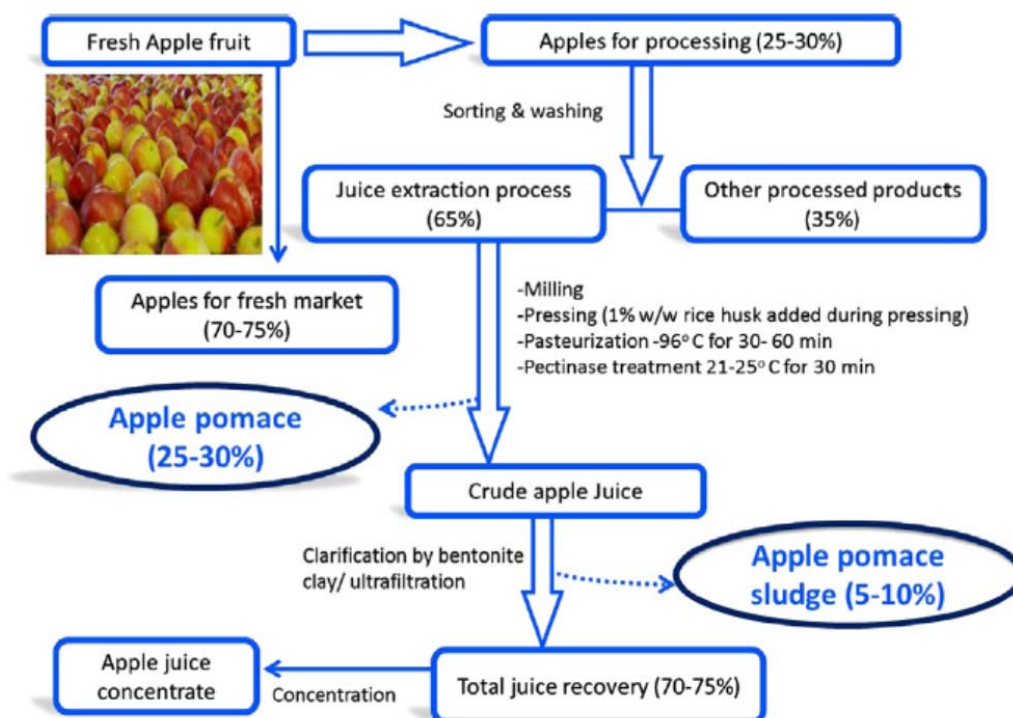 Fresh Apple fruit
Apples for processing (25-30%)
Sorting & washing
Juice extraction process
(65%)
Other processed products
(35%)
Apples for fresh market
(70-75%)
-Milling
-Pressing (1% w/w rice husk added during pressing)
-Pasteurization -96° C for 30- 60 min
-Pectinase treatment 21-25° C for 30 min
Apple pomace
(25-30%)
Crude apple Juice
Clarification by bentonite
clay/ ultrafiltration
Apple pomace
sludge (5-10%)
Apple juice
concentrate
Concentration
Total juice recovery (70-75%)